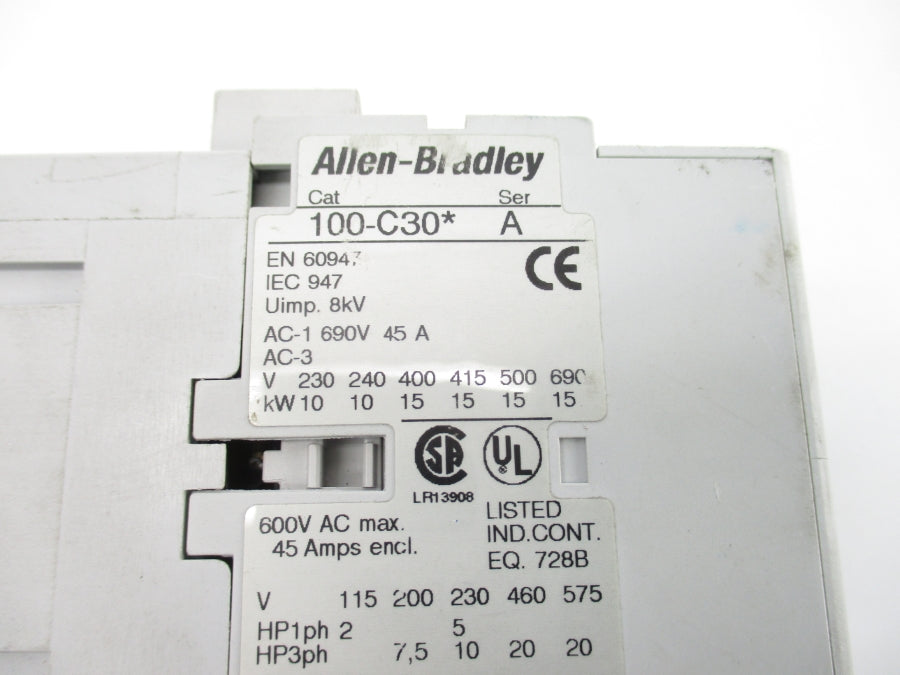 Allen-Bradley
Cat Ser
100-C30* A
EN 60947
IEC 947
Uimp. 8kV
CE
AC-1 690V 45 A
AC-3
V 230 240 400 415 500 690
kW 10 10 15 15 15 15
SA
UL
LR13908
600V AC max.
45 Amps encl.
LISTED
IND.CONT.
EQ. 728B
V 115 200 230 460 575
HP1ph 2 5
HP3ph 7,5 10 20 20